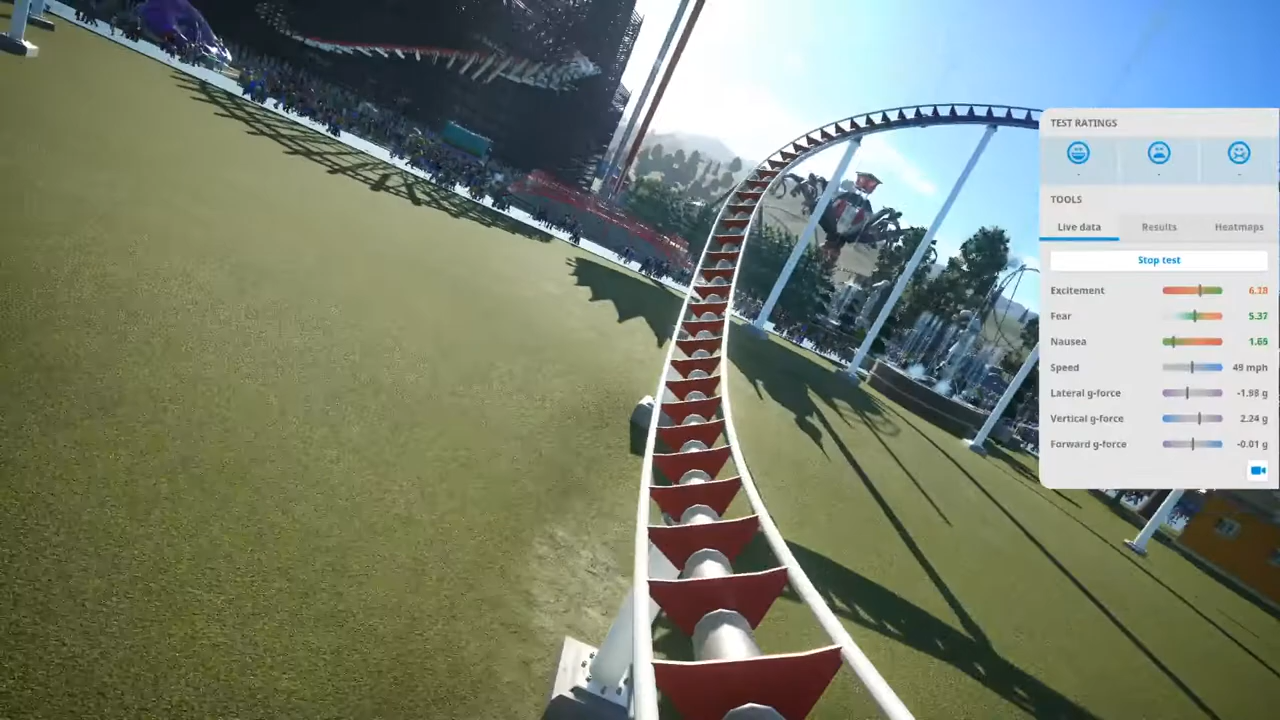 TEST RATINGS
- - -
TOOLS
Live data Results Heatmaps
Stop test
Excitement 6.18
Fear 5.37
Nausea 1.65
Speed 49 mph
Lateral g-force -1.98 g
Vertical g-force 2.24 g
Forward g-force -0.01 g